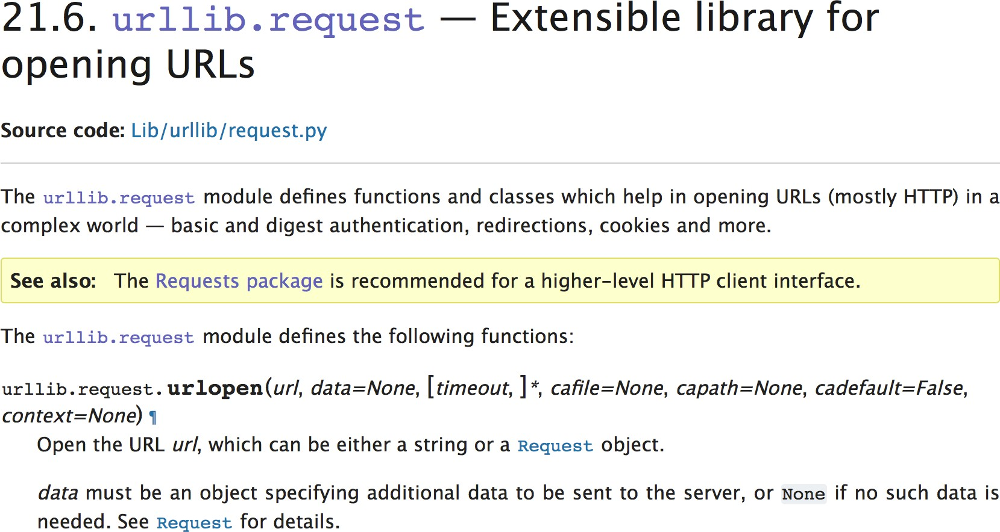 21.6. urllib.request — Extensible library for
opening URLs
Source code: Lib/urllib/request.py
The urllib.request module defines functions and classes which help in opening URLs (mostly HTTP) in a
complex world — basic and digest authentication, redirections, cookies and more.
See also: The Requests package is recommended for a higher-level HTTP client interface.
The urllib.request module defines the following functions:
urllib.request.urlopen(url, data=None, [timeout, ]*, cafile=None, capath=None, cadefault=False,
context=None) ¶
Open the URL url, which can be either a string or a Request object.
data must be an object specifying additional data to be sent to the server, or None if no such data is
needed. See Request for details.